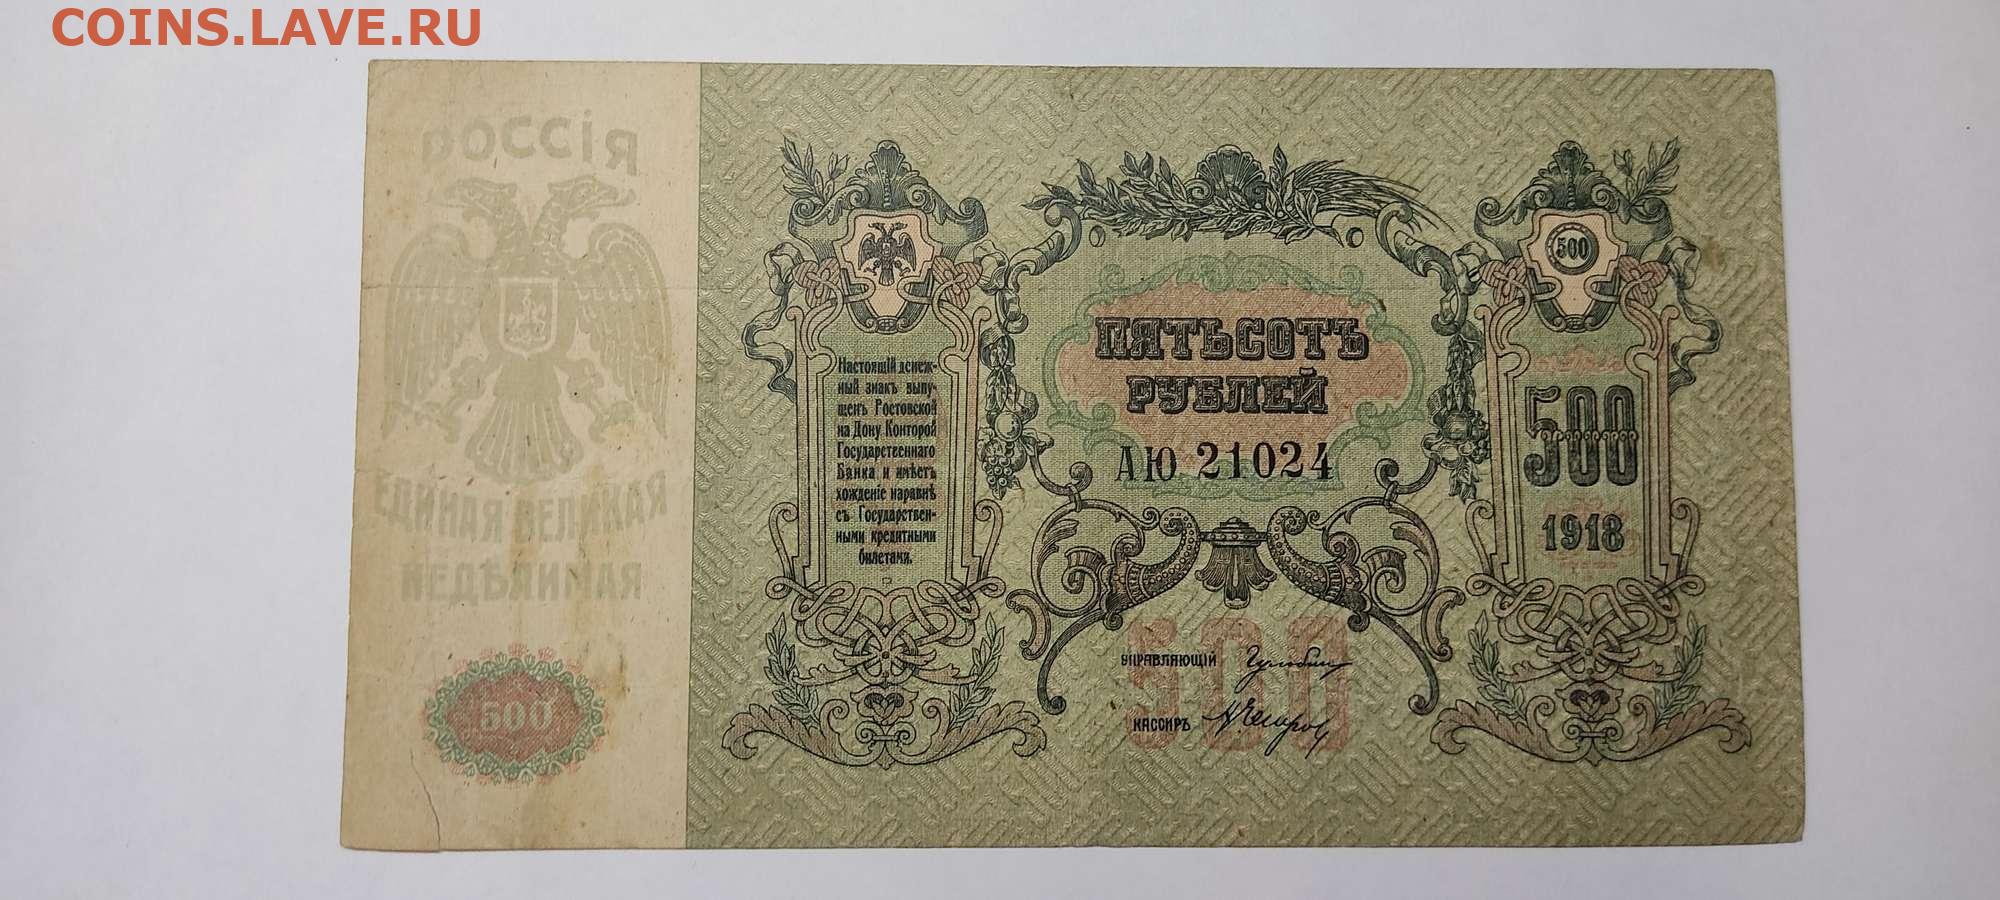 COINS.LAVE.RU
РОССІЯ
ЕДИНАЯ ВЕЛИКАЯ
НЕДѢЛИМАЯ
500
Настоящій денеж-
ный знакъ выпу-
щенъ Ростовской
на Дону Конторой
Государственнаго
Банка и имѣетъ
хожденіе наравнѣ
съ Государствен-
ными кредитными
билетами.
ПЯТЬСОТЪ
РУБЛЕЙ
АЮ 21024
500
УПРАВЛЯЮЩІЙ
КАССИРЪ
500
500
1918